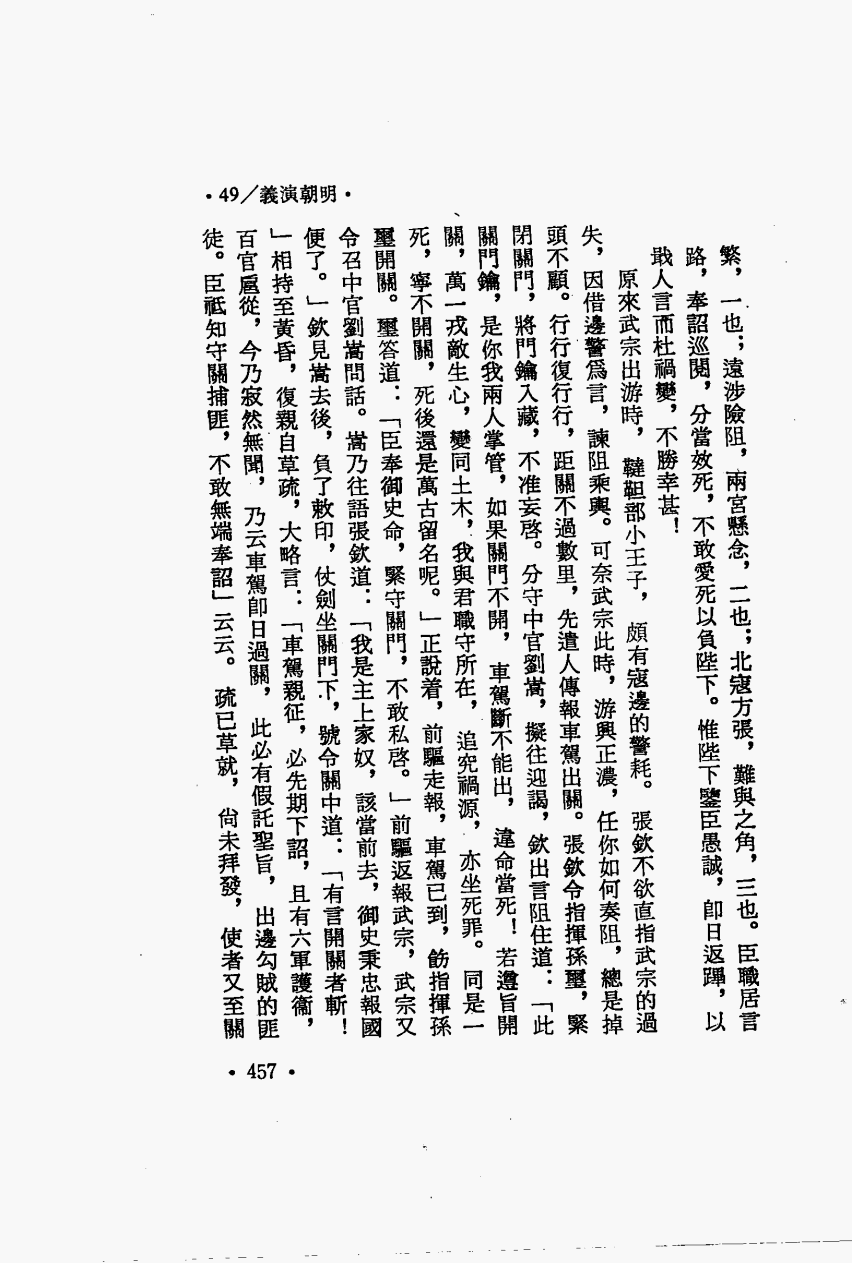 •49／義演朝明•
繁，一也；遠涉險阻，兩宮懸念，二也；北寇方張，難與之角，三也。臣職居言
路，奉詔巡閱，分當效死，不敢愛死以負陛下。惟陛下鑒臣愚誠，卽日返蹕，以
戢人言而杜禍變，不勝幸甚！
原來武宗出游時，韃靼部小王子，頗有寇邊的警耗。張欽不欲直指武宗的過
失，因借邊警爲言，諫阻乘輿。可奈武宗此時，游興正濃，任你如何奏阻，總是掉
頭不顧。行行復行行，距關不過數里，先遣人傳報車駕出關。張欽令指揮孫璽，緊
閉關門，將門鑰入藏，不准妄啓。分守中官劉嵩，擬往迎謁，欽出言阻住道：「此
關門鑰，是你我兩人掌管，如果關門不開，車駕斷不能出，違命當死！若遵旨開
關，萬一戎敵生心，變同土木，我與君職守所在，追究禍源，亦坐死罪。同是一
死，寧不開關，死後還是萬古留名呢。」正說着，前驅走報，車駕已到，飭指揮孫
璽開關。璽答道：「臣奉御史命，緊守關門，不敢私啓。」前驅返報武宗，武宗又
令召中官劉嵩問話。嵩乃往語張欽道：「我是主上家奴，該當前去，御史秉忠報國
便了。」欽見嵩去後，負了敕印，仗劍坐關門下，號令關中道：「有言開關者斬！
」相持至黃昏，復親自草疏，大略言：「車駕親征，必先期下詔，且有六軍護衞，
百官扈從，今乃寂然無聞，乃云車駕卽日過關，此必有假託聖旨，出邊勾賊的匪
徒。臣祗知守關捕匪，不敢無端奉詔」云云。疏已草就，尙未拜發，使者又至關
•457•